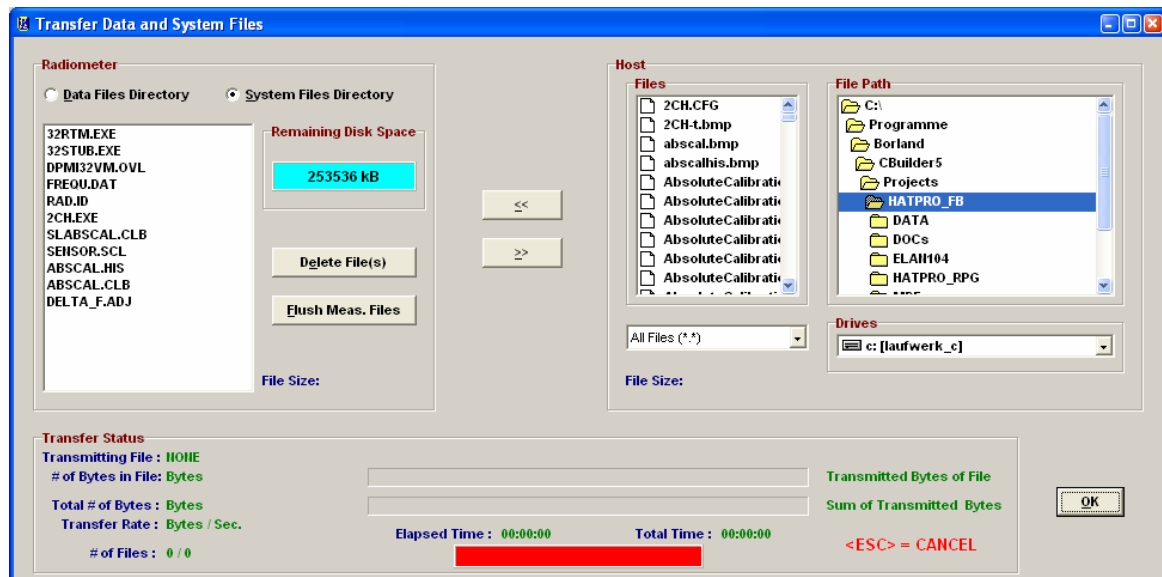 Transfer Data and System Files
Radiometer
Data Files Directory
System Files Directory
32RTM.EXE
32STUB.EXE
DPMI32VM.OVL
FREQU.DAT
RAD.ID
2CH.EXE
SLABSCAL.CLB
SENSOR.SCL
ABSCAL.HIS
ABSCAL.CLB
DELTA_F.ADJ
Remaining Disk Space
253536 kB
Delete File(s)
Flush Meas. Files
File Size:
<<
>>
Host
Files
2CH.CFG
2CH-t.bmp
abscal.bmp
abscalhis.bmp
AbsoluteCalibratio
AbsoluteCalibratio
AbsoluteCalibratio
AbsoluteCalibratio
AbsoluteCalibratio
AbsoluteCalibratio
All Files (*.*)
File Size:
File Path
C:\
Programme
Borland
CBuilder5
Projects
HATPRO_FB
DATA
DOCs
ELAN104
HATPRO_RPG
Drives
c: [laufwerk_c]
Transfer Status
Transmitting File : NONE
# of Bytes in File: Bytes
Transmitted Bytes of File
Total # of Bytes : Bytes
Sum of Transmitted Bytes
Transfer Rate : Bytes / Sec.
Elapsed Time : 00:00:00
Total Time : 00:00:00
# of Files : 0 / 0
<ESC> = CANCEL
OK